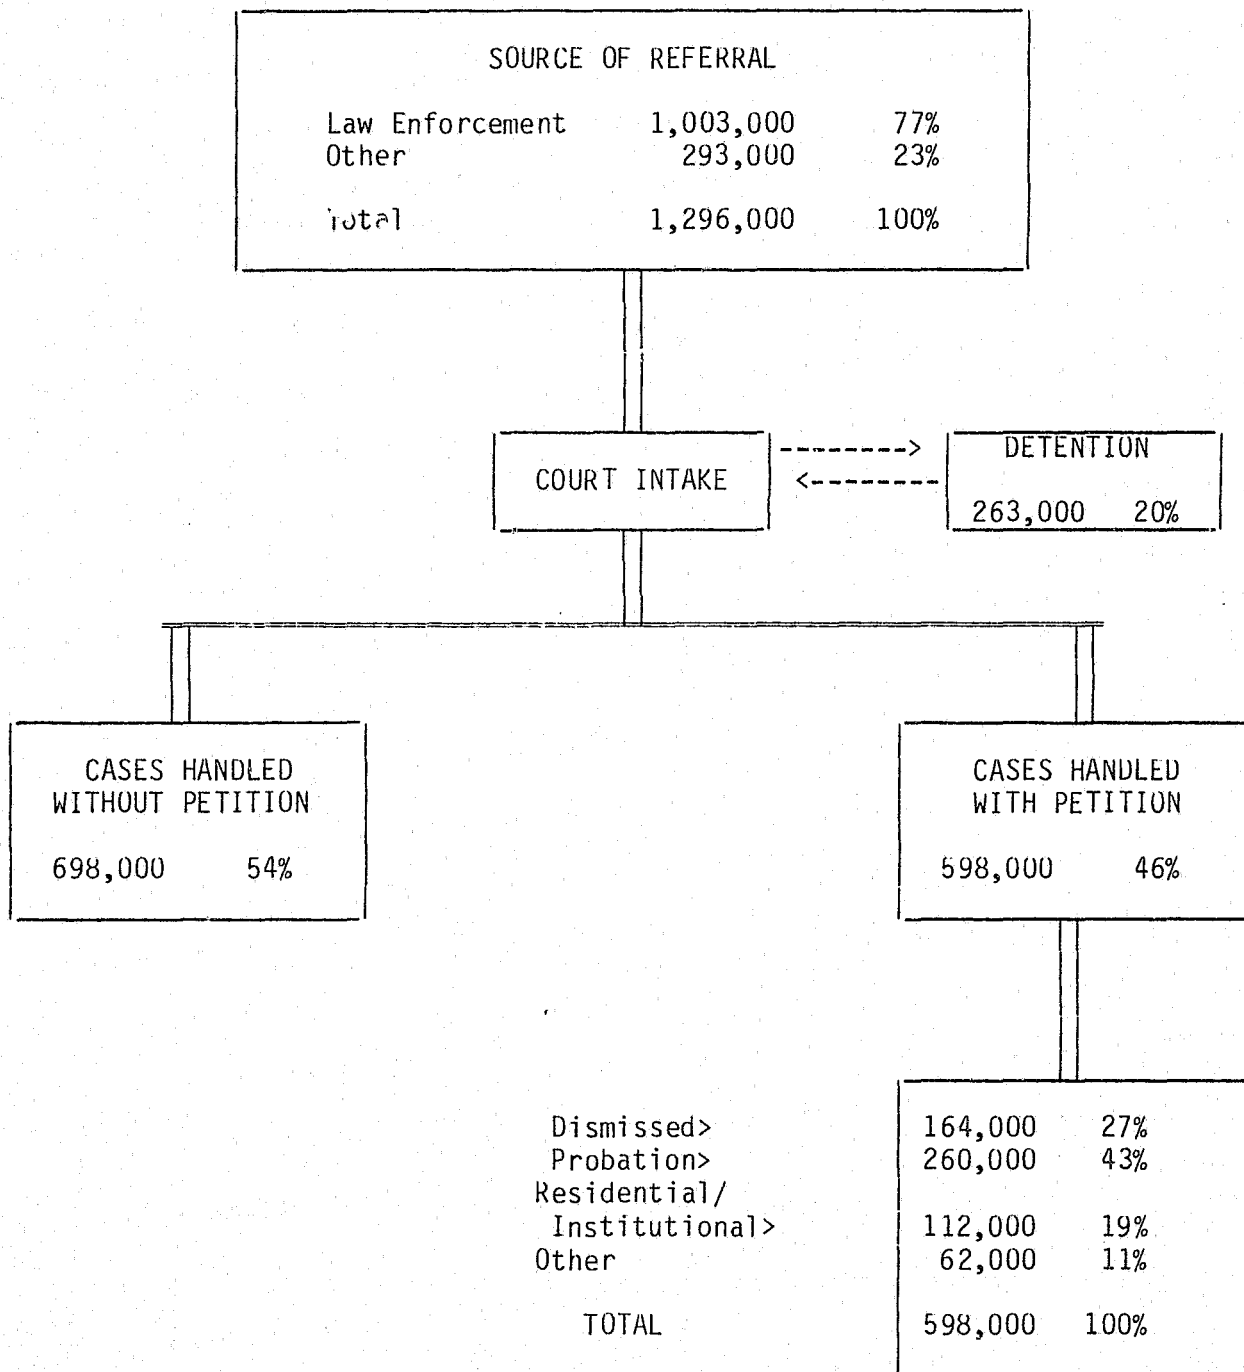 SOURCE OF REFERRAL
Law Enforcement 1,003,000 77%
Other 293,000 23%
Total 1,296,000 100%
COURT INTAKE
-------->
<--------
DETENTION
263,000 20%
CASES HANDLED
WITHOUT PETITION
698,000 54%
CASES HANDLED
WITH PETITION
598,000 46%
Dismissed> 164,000 27%
Probation> 260,000 43%
Residential/
Institutional> 112,000 19%
Other 62,000 11%
TOTAL 598,000 100%